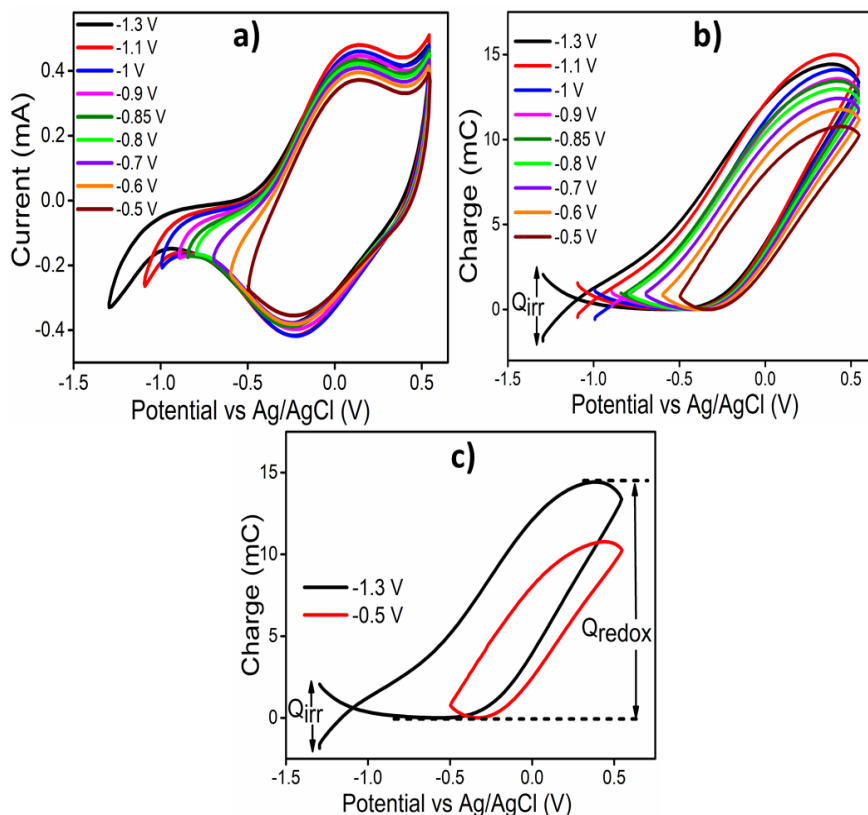 a)
-1.3 V
-1.1 V
-1 V
-0.9 V
-0.85 V
-0.8 V
-0.7 V
-0.6 V
-0.5 V
Current (mA)
0.4
0.2
0.0
-0.2
0.4
-1.5 -1.0 -0.5 0.0 0.5
Potential vs Ag/AgCl (V)
b)
-1.3 V
-1.1 V
-1 V
-0.9 V
-0.85 V
-0.8 V
-0.7 V
-0.6 V
-0.5 V
Charge (mC)
15
10
5
0
Qirr
-1.5 -1.0 -0.5 0.0 0.5
Potential vs Ag/AgCl (V)
c)
-1.3 V
-0.5 V
Charge (mC)
15
10
5
0
Qirr
Qredox
-1.5 -1.0 -0.5 0.0 0.5
Potential vs Ag/AgCl (V)